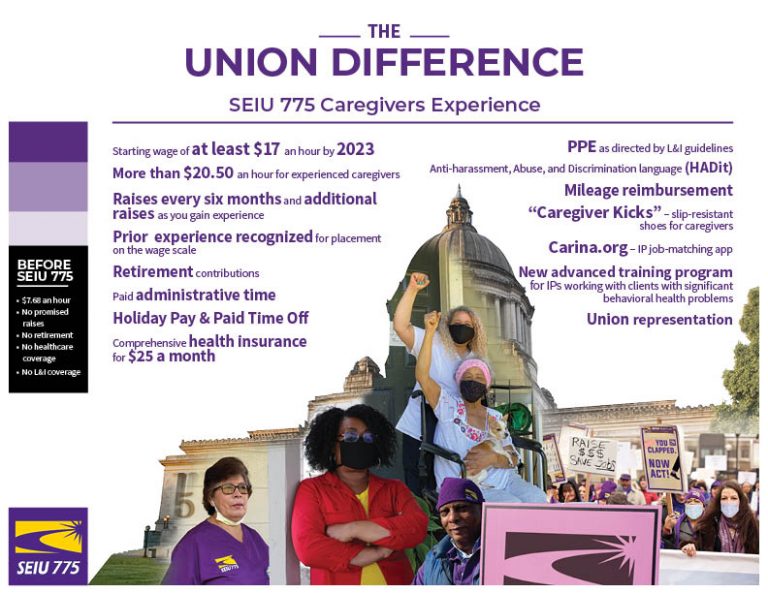 THE
UNION DIFFERENCE
SEIU 775 Caregivers Experience
Starting wage of at least $17 an hour by 2023
More than $20.50 an hour for experienced caregivers
Raises every six months and additional
raises as you gain experience
Prior experience recognized for placement
on the wage scale
Retirement contributions
Paid administrative time
Holiday Pay & Paid Time Off
Comprehensive health insurance
for $25 a month
PPE as directed by L&I guidelines
Anti-harassment, Abuse, and Discrimination language (HADit)
Mileage reimbursement
“Caregiver Kicks” – slip-resistant
shoes for caregivers
Carina.org – IP job-matching app
New advanced training program
for IPs working with clients with significant
behavioral health problems
Union representation
BEFORE
SEIU 775
• $7.68 an hour
• No promised
raises
• No retirement
• No healthcare
coverage
• No L&I coverage
RAISE
$$$
SAVE JOBS
YOU
CLAPPED.
NOW
ACT!
5
SEIU 775